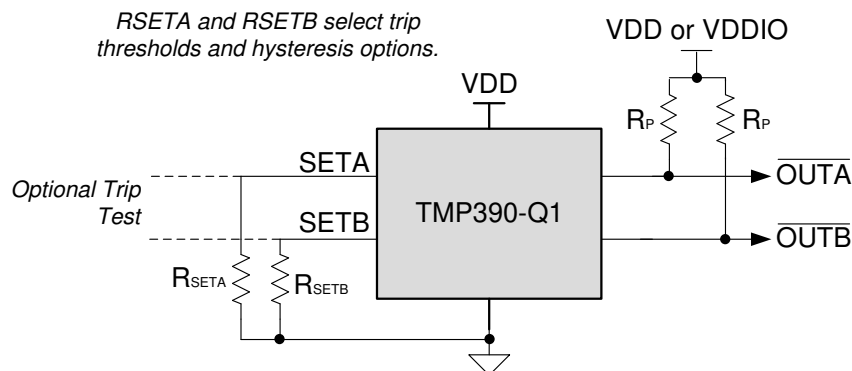 RSETA and RSETB select trip
thresholds and hysteresis options.
VDD or VDDIO
VDD
RP
RP
SETA
OUTA
Optional Trip
Test
TMP390-Q1
SETB
OUTB
RSETA
RSETB